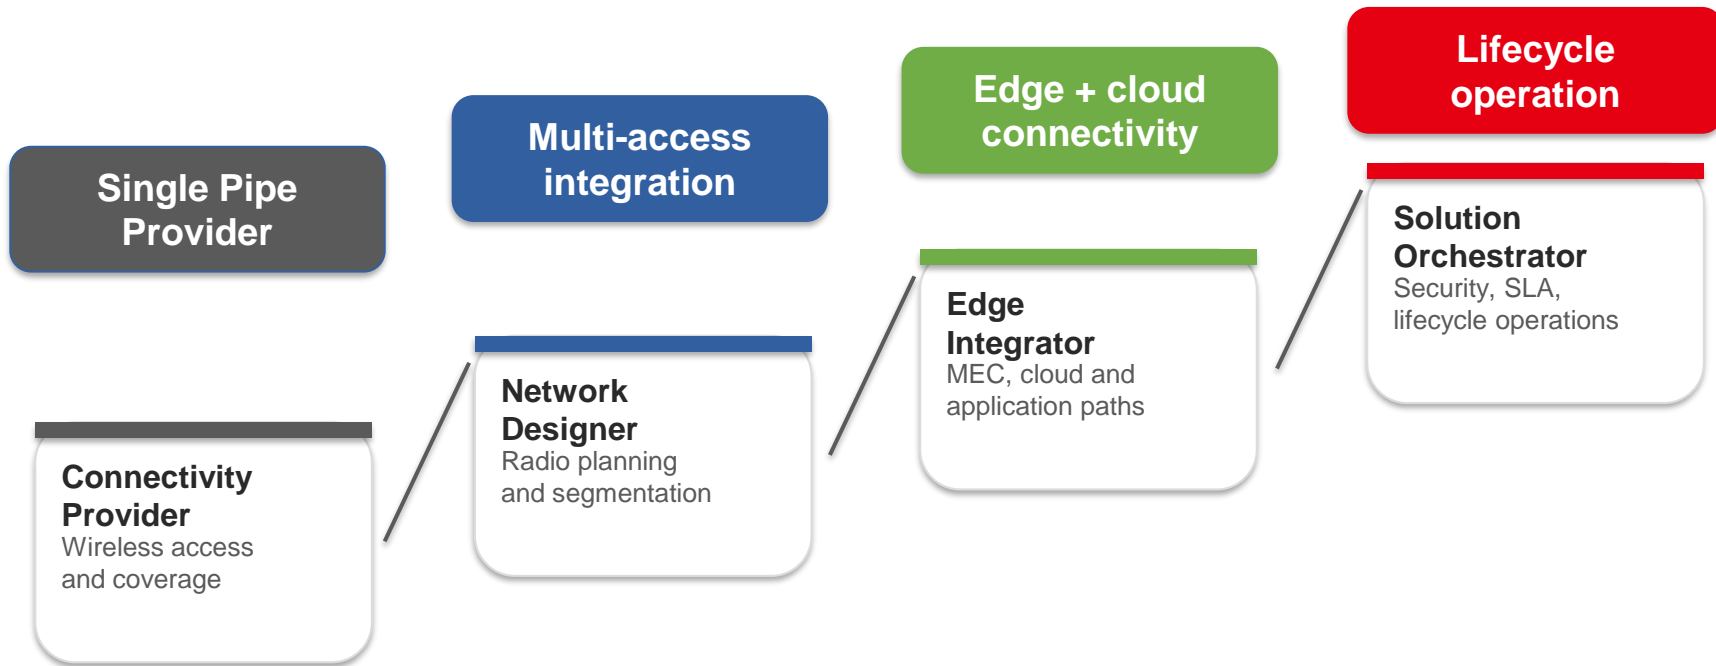 Single Pipe
Provider
Connectivity
Provider
Wireless access
and coverage
Multi-access
integration
Network
Designer
Radio planning
and segmentation
Edge + cloud
connectivity
Edge
Integrator
MEC, cloud and
application paths
Lifecycle
operation
Solution
Orchestrator
Security, SLA,
lifecycle operations